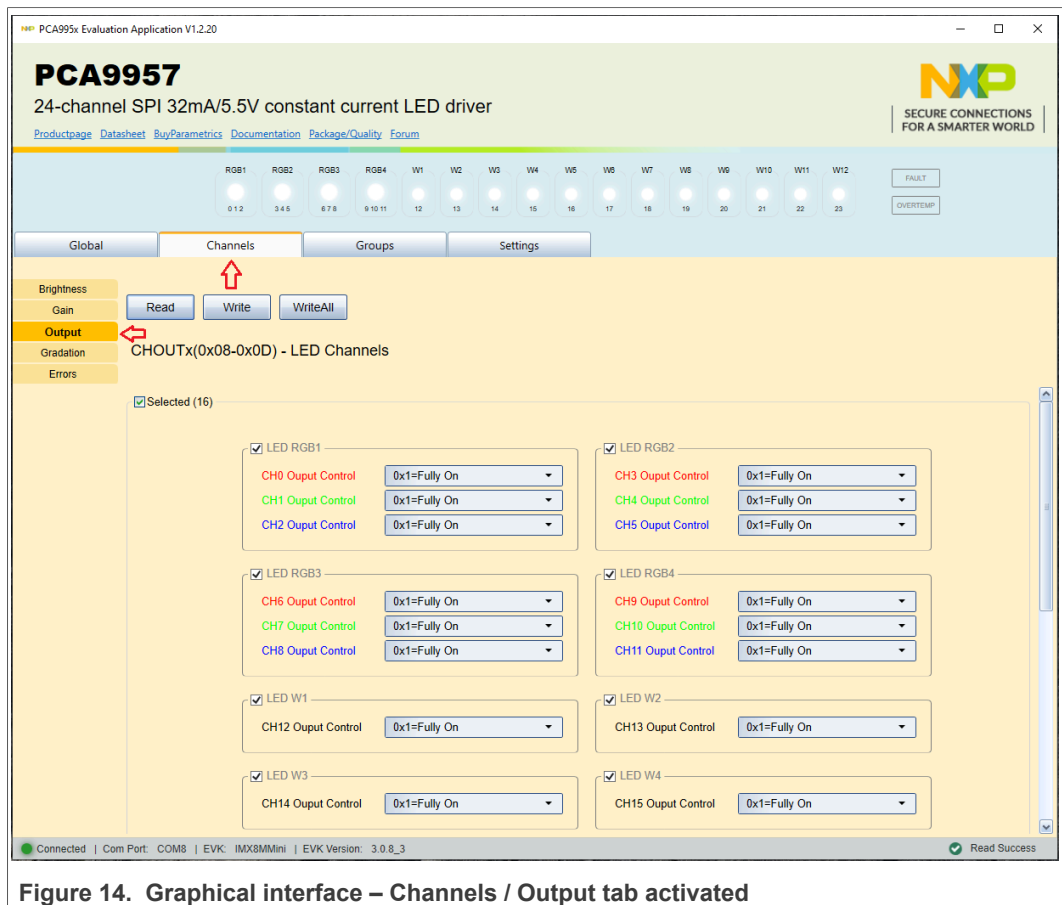 PCA995x Evaluation Application V1.2.20
PCA9957
24-channel SPI 32mA/5.5V constant current LED driver
Productpage Datasheet BuyParametrics Documentation Package/Quality Forum
NXP
SECURE CONNECTIONS
FOR A SMARTER WORLD
RGB1 RGB2 RGB3 RGB4 W1 W2 W3 W4 W5 W6 W7 W8 W9 W10 W11 W12
0 1 2 3 4 5 6 7 8 9 10 11 12 13 14 15 16 17 18 19 20 21 22 23
FAULT
OVERTEMP
Global Channels Groups Settings
Brightness
Gain
Output
Gradation
Errors
Read Write WriteAll
CHOUTx(0x08-0x0D) - LED Channels
Selected (16)
LED RGB1
CH0 Ouput Control 0x1=Fully On
CH1 Ouput Control 0x1=Fully On
CH2 Ouput Control 0x1=Fully On
LED RGB2
CH3 Ouput Control 0x1=Fully On
CH4 Ouput Control 0x1=Fully On
CH5 Ouput Control 0x1=Fully On
LED RGB3
CH6 Ouput Control 0x1=Fully On
CH7 Ouput Control 0x1=Fully On
CH8 Ouput Control 0x1=Fully On
LED RGB4
CH9 Ouput Control 0x1=Fully On
CH10 Ouput Control 0x1=Fully On
CH11 Ouput Control 0x1=Fully On
LED W1
CH12 Ouput Control 0x1=Fully On
LED W2
CH13 Ouput Control 0x1=Fully On
LED W3
CH14 Ouput Control 0x1=Fully On
LED W4
CH15 Ouput Control 0x1=Fully On
Connected | Com Port: COM8 | EVK: IMX8MMini | EVK Version: 3.0.8_3
Read Success
Figure 14. Graphical interface – Channels / Output tab activated